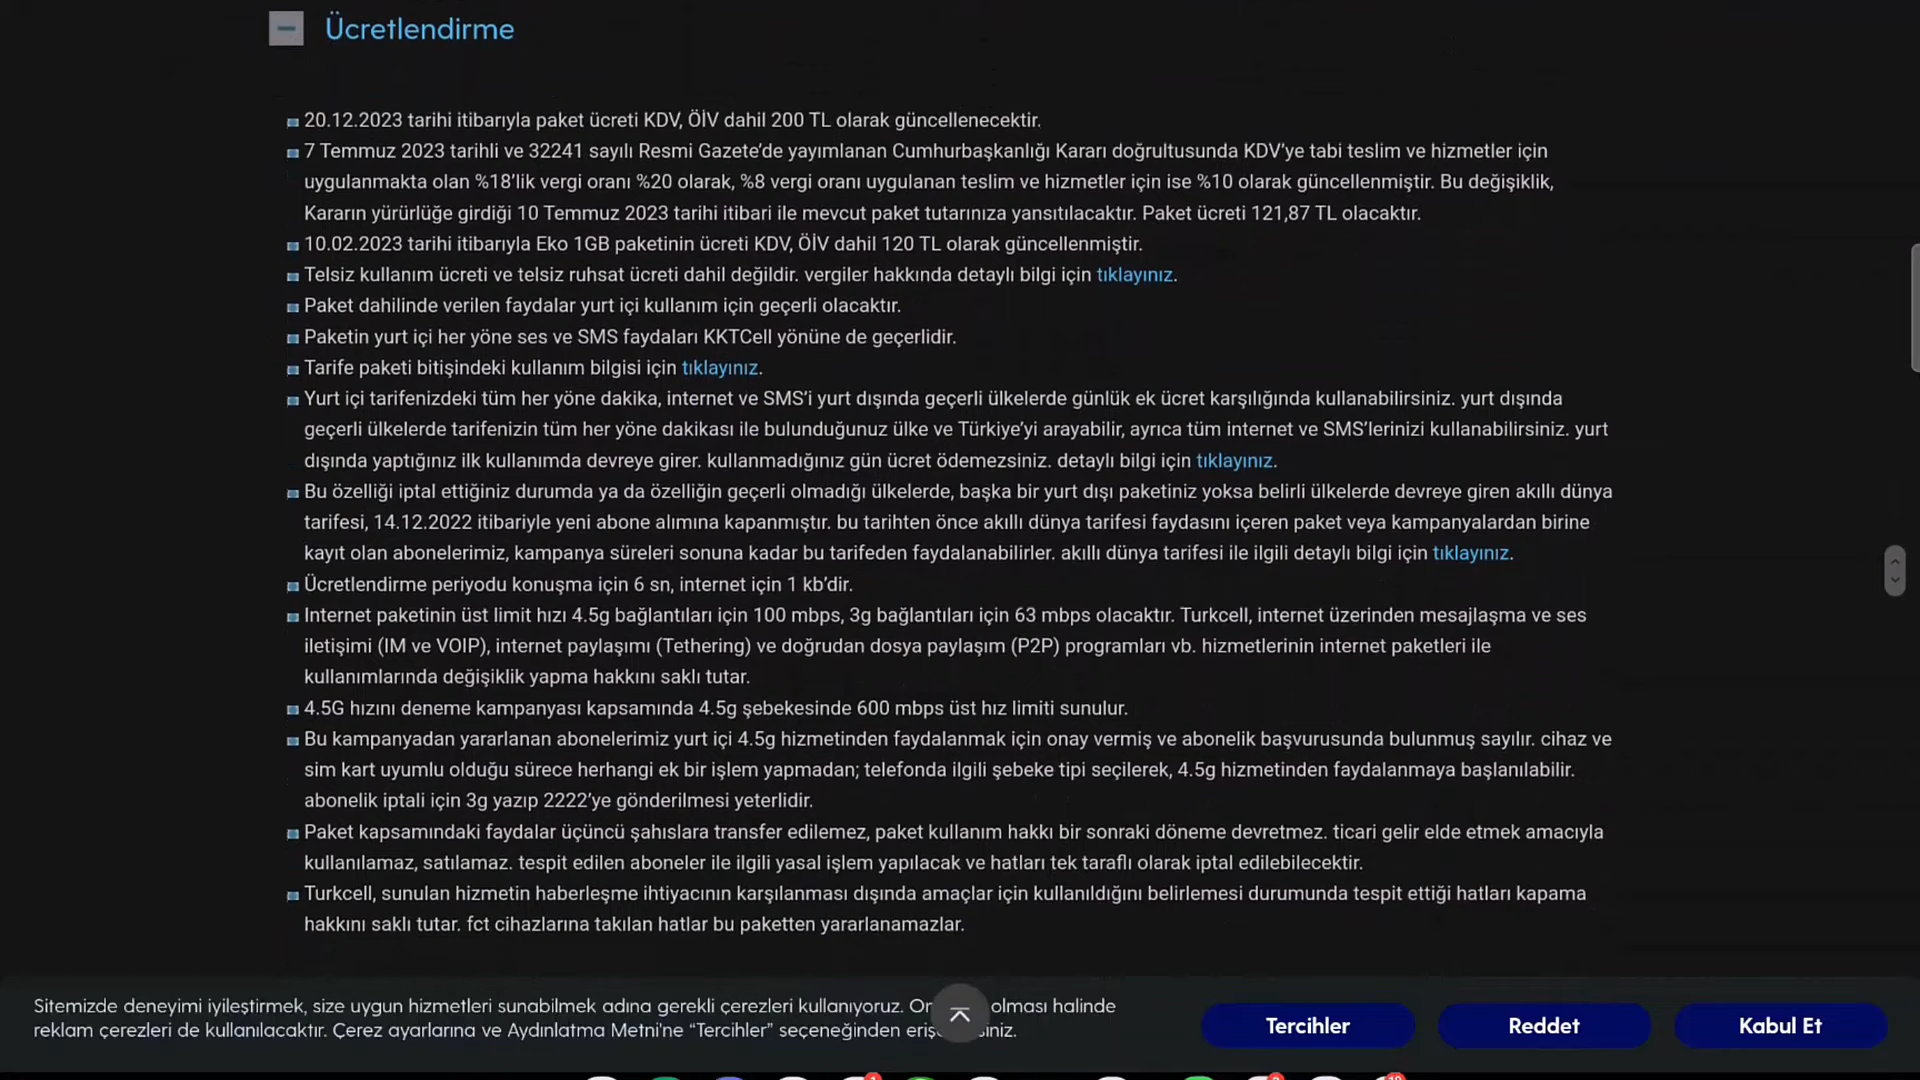 Ücretlendirme
20.12.2023 tarihi itibarıyla paket ücreti KDV, ÖİV dahil 200 TL olarak güncellenecektir.
7 Temmuz 2023 tarihli ve 32241 sayılı Resmi Gazete’de yayımlanan Cumhurbaşkanlığı Kararı doğrultusunda KDV’ye tabi teslim ve hizmetler için
uygulanmakta olan %18’lik vergi oranı %20 olarak, %8 vergi oranı uygulanan teslim ve hizmetler için ise %10 olarak güncellenmiştir. Bu değişiklik,
Kararın yürürlüğe girdiği 10 Temmuz 2023 tarihi itibari ile mevcut paket tutarınıza yansıtılacaktır. Paket ücreti 121,87 TL olacaktır.
10.02.2023 tarihi itibarıyla Eko 1GB paketinin ücreti KDV, ÖİV dahil 120 TL olarak güncellenmiştir.
Telsiz kullanım ücreti ve telsiz ruhsat ücreti dahil değildir. vergiler hakkında detaylı bilgi için tıklayınız.
Paket dahilinde verilen faydalar yurt içi kullanım için geçerli olacaktır.
Paketin yurt içi her yöne ses ve SMS faydaları KKTCell yönüne de geçerlidir.
Tarife paketi bitişindeki kullanım bilgisi için tıklayınız.
Yurt içi tarifenizdeki tüm her yöne dakika, internet ve SMS’i yurt dışında geçerli ülkelerde günlük ek ücret karşılığında kullanabilirsiniz. yurt dışında
geçerli ülkelerde tarifenizin tüm her yöne dakikası ile bulunduğunuz ülke ve Türkiye’yi arayabilir, ayrıca tüm internet ve SMS’lerinizi kullanabilirsiniz. yurt
dışında yaptığınız ilk kullanımda devreye girer. kullanmadığınız gün ücret ödemezsiniz. detaylı bilgi için tıklayınız.
Bu özelliği iptal ettiğiniz durumda ya da özelliğin geçerli olmadığı ülkelerde, başka bir yurt dışı paketiniz yoksa belirli ülkelerde devreye giren akıllı dünya
tarifesi, 14.12.2022 itibariyle yeni abone alımına kapanmıştır. bu tarihten önce akıllı dünya tarifesi faydasını içeren paket veya kampanyalardan birine
kayıt olan abonelerimiz, kampanya süreleri sonuna kadar bu tarifeden faydalanabilirler. akıllı dünya tarifesi ile ilgili detaylı bilgi için tıklayınız.
Ücretlendirme periyodu konuşma için 6 sn, internet için 1 kb’dir.
Internet paketinin üst limit hızı 4.5g bağlantıları için 100 mbps, 3g bağlantıları için 63 mbps olacaktır. Turkcell, internet üzerinden mesajlaşma ve ses
iletişimi (IM ve VOIP), internet paylaşımı (Tethering) ve doğrudan dosya paylaşım (P2P) programları vb. hizmetlerinin internet paketleri ile
kullanımlarında değişiklik yapma hakkını saklı tutar.
4.5G hızını deneme kampanyası kapsamında 4.5g şebekesinde 600 mbps üst hız limiti sunulur.
Bu kampanyadan yararlanan abonelerimiz yurt içi 4.5g hizmetinden faydalanmak için onay vermiş ve abonelik başvurusunda bulunmuş sayılır. cihaz ve
sim kart uyumlu olduğu sürece herhangi ek bir işlem yapmadan; telefonda ilgili şebeke tipi seçilerek, 4.5g hizmetinden faydalanmaya başlanılabilir.
abonelik iptali için 3g yazıp 2222’ye gönderilmesi yeterlidir.
Paket kapsamındaki faydalar üçüncü şahıslara transfer edilemez, paket kullanım hakkı bir sonraki döneme devretmez. ticari gelir elde etmek amacıyla
kullanılamaz, satılamaz. tespit edilen aboneler ile ilgili yasal işlem yapılacak ve hatları tek taraflı olarak iptal edilebilecektir.
Turkcell, sunulan hizmetin haberleşme ihtiyacının karşılanması dışında amaçlar için kullanıldığını belirlemesi durumunda tespit ettiği hatları kapama
hakkını saklı tutar. fct cihazlarına takılan hatlar bu paketten yararlanamazlar.
Sitemizde deneyimi iyileştirmek, size uygun hizmetleri sunabilmek adına gerekli çerezleri kullanıyoruz. olması halinde
reklam çerezleri de kullanılacaktır. Çerez ayarlarına ve Aydınlatma Metni'ne “Tercihler” seçeneğinden
Tercihler
Reddet
Kabul Et